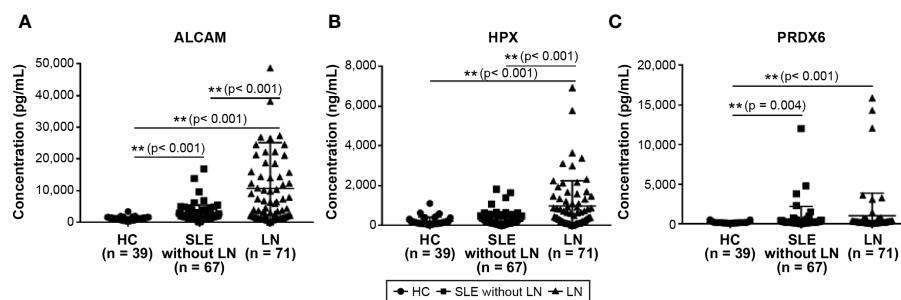 A
ALCAM
Concentration (pg/mL)
50,000
40,000
30,000
20,000
10,000
0
** (p< 0.001)
** (p< 0.001)
** (p< 0.001)
HC
(n = 39)
SLE
without LN
(n = 67)
LN
(n = 71)
B
HPX
Concentration (ng/mL)
8,000
6,000
4,000
2,000
0
** (p< 0.001)
** (p< 0.001)
HC
(n = 39)
SLE
without LN
(n = 67)
LN
(n = 71)
C
PRDX6
Concentration (pg/mL)
20,000
15,000
10,000
5,000
0
** (p< 0.001)
** (p = 0.004)
HC
(n = 39)
SLE
without LN
(n = 67)
LN
(n = 71)
HC SLE without LN LN